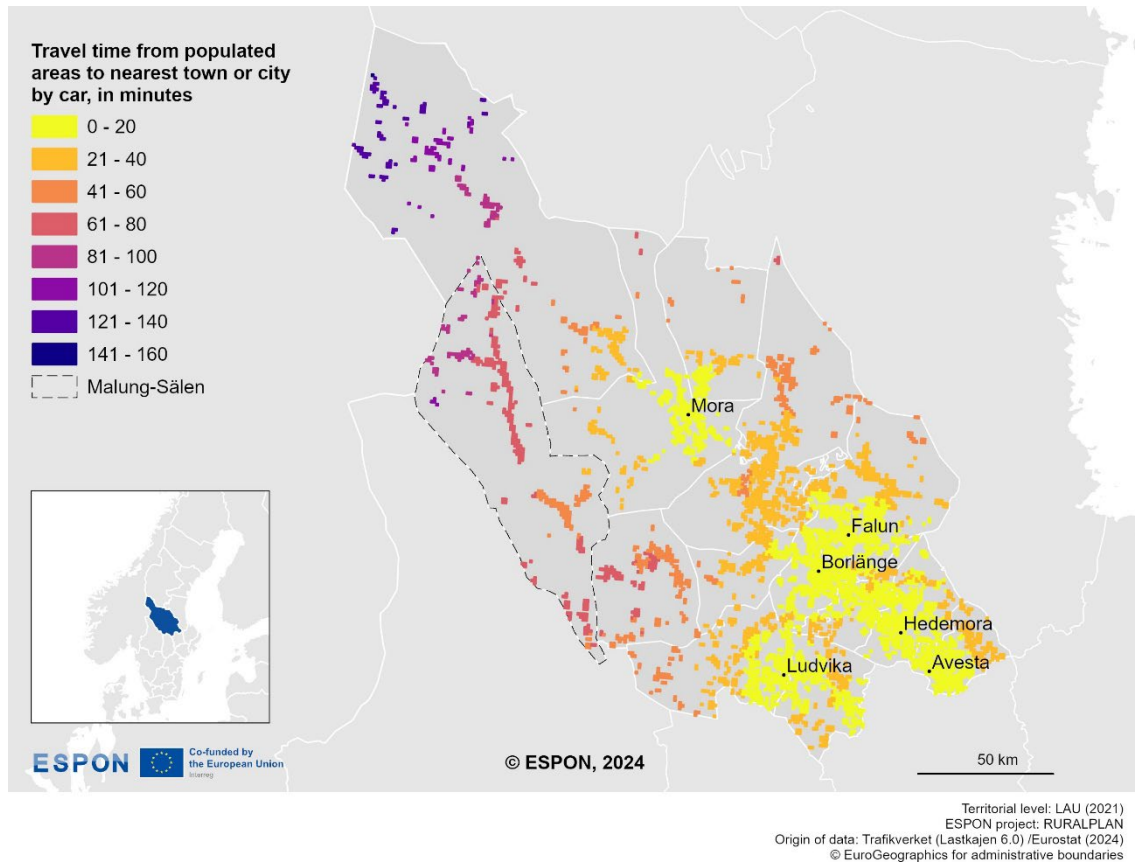 Travel time from populated
areas to nearest town or city
by car, in minutes
0 - 20
21 - 40
41 - 60
61 - 80
81 - 100
101 - 120
121 - 140
141 - 160
Malung-Sälen
Mora
Falun
Borlänge
Hedemora
Ludvika
Avesta
ESPON
Co-funded by
the European Union
Interreg
© ESPON, 2024
50 km
Territorial level: LAU (2021)
ESPON project: RURALPLAN
Origin of data: Trafikverket (Lastkajen 6.0) /Eurostat (2024)
© EuroGeographics for administrative boundaries